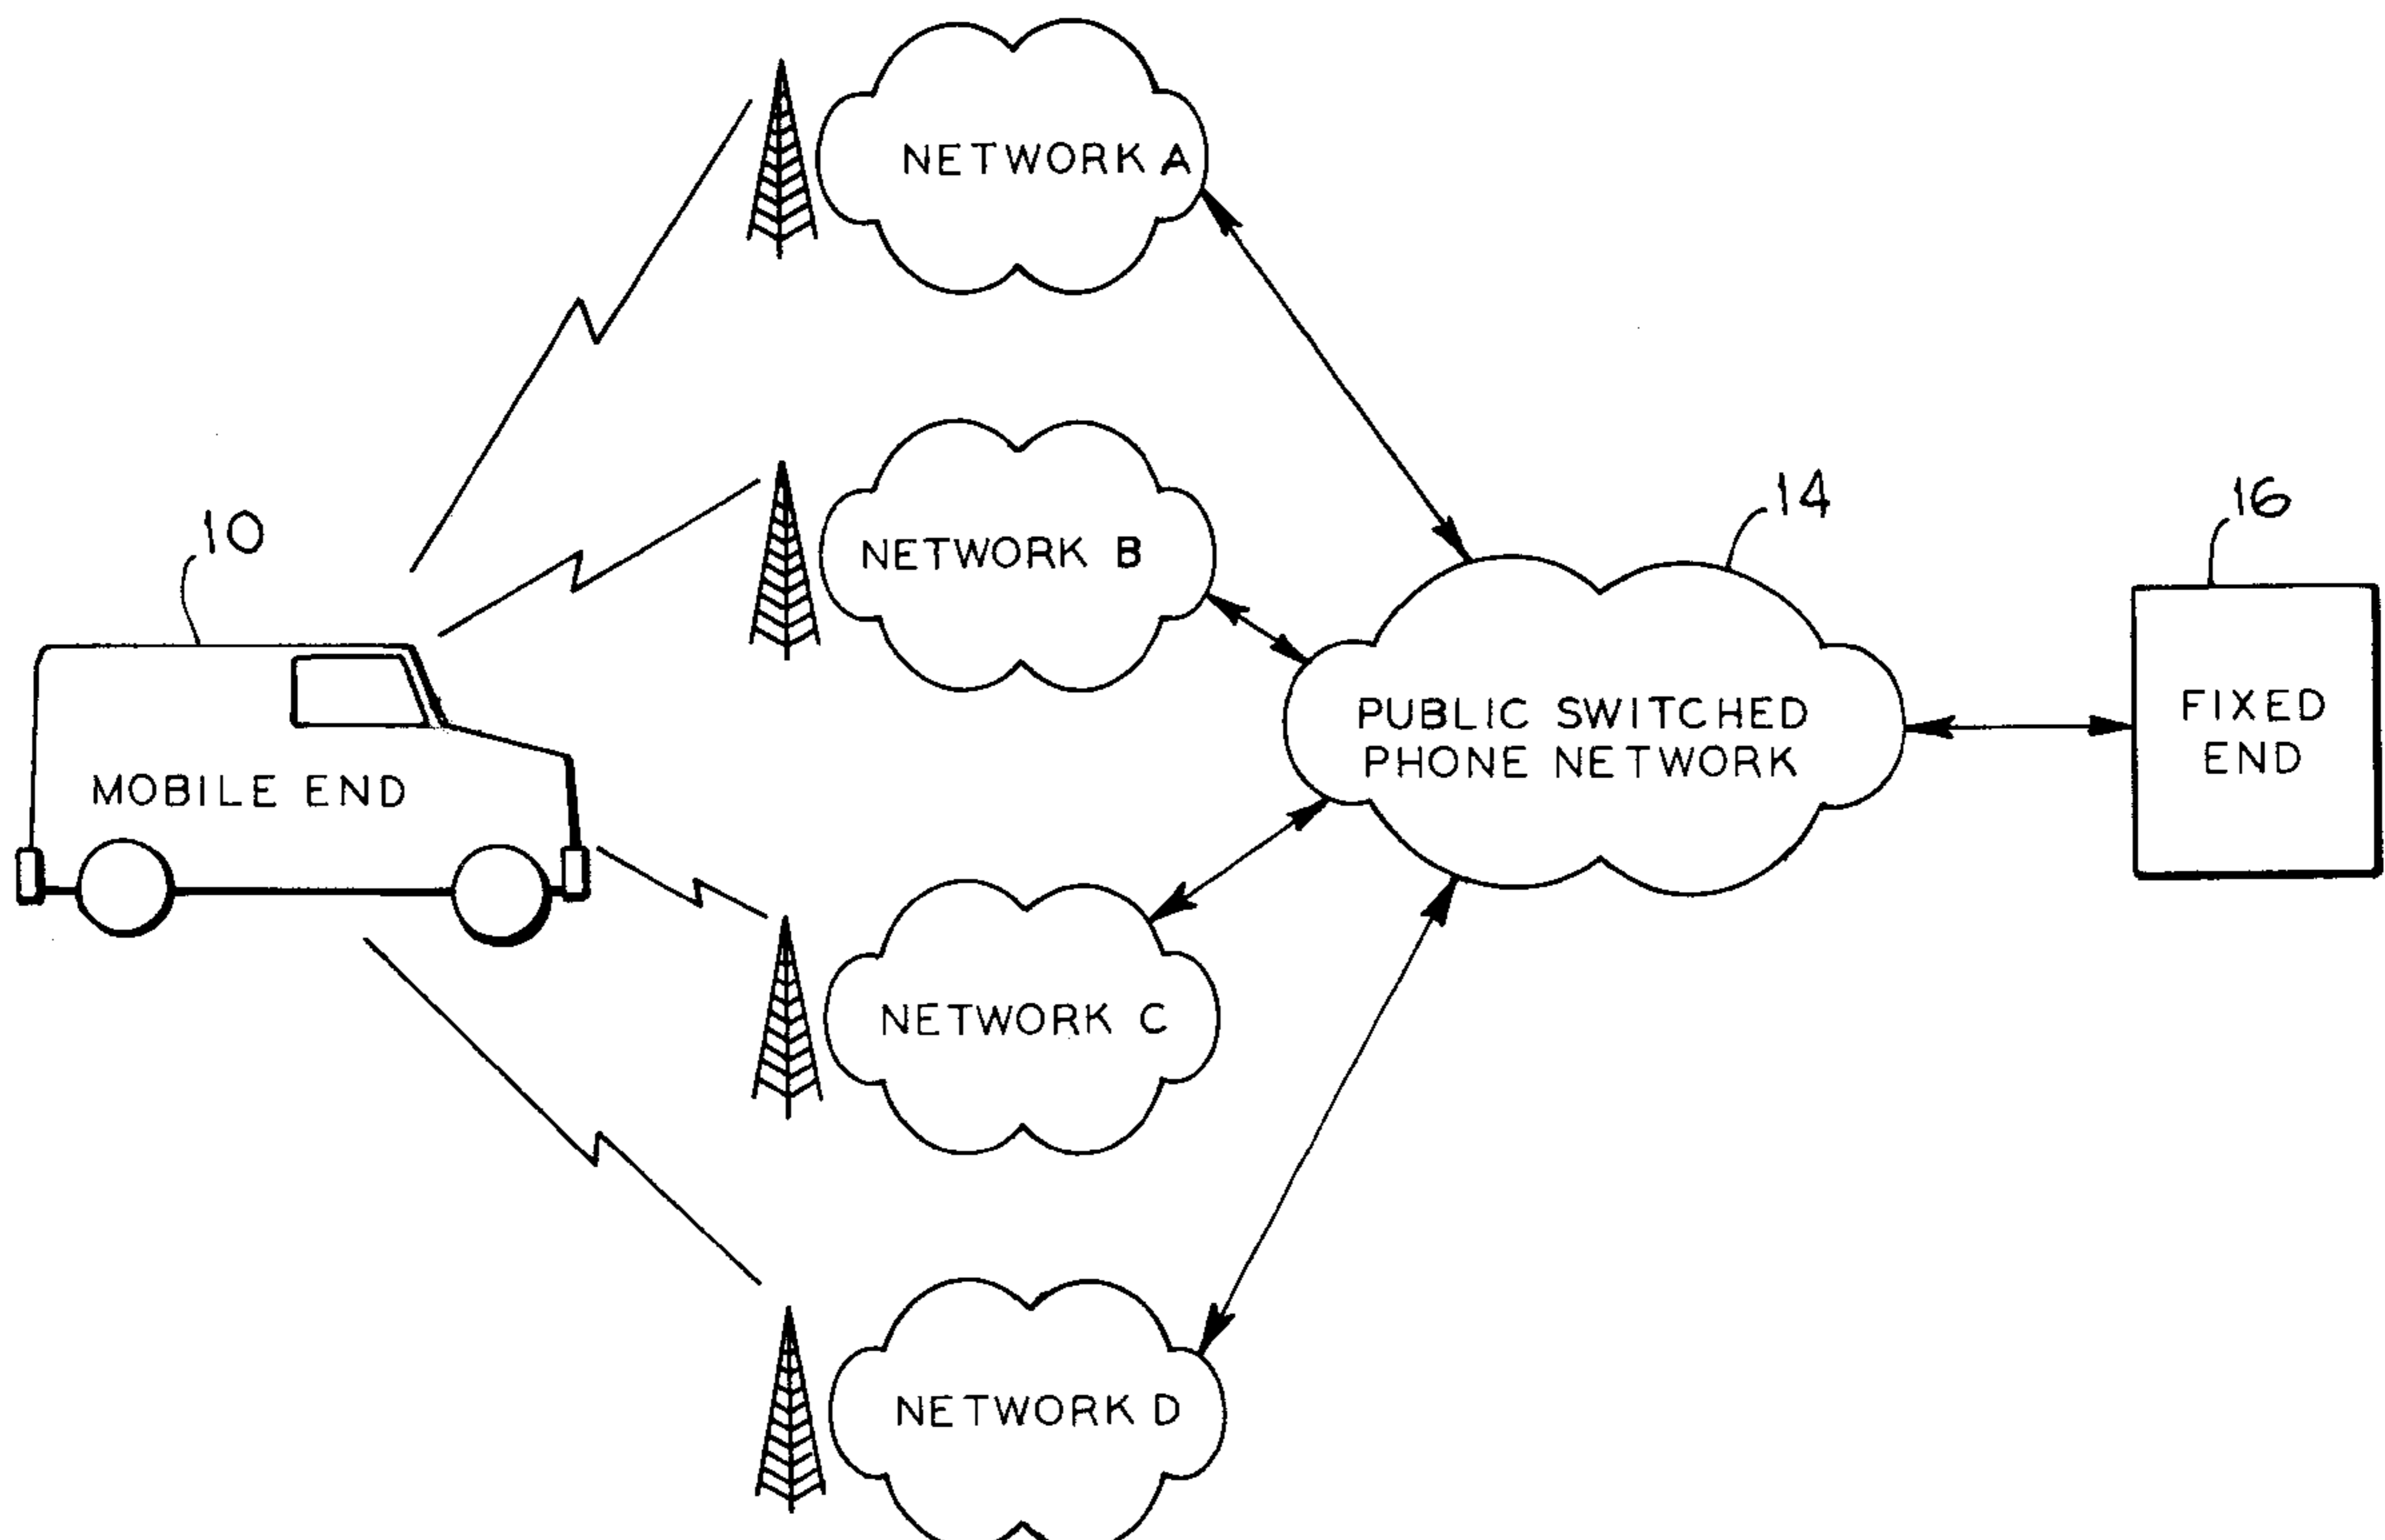 NETWORK A
NETWORK B
10
14
16
MOBILE END
PUBLIC SWITCHED
PHONE NETWORK
FIXED
END
NETWORK C
NETWORK D